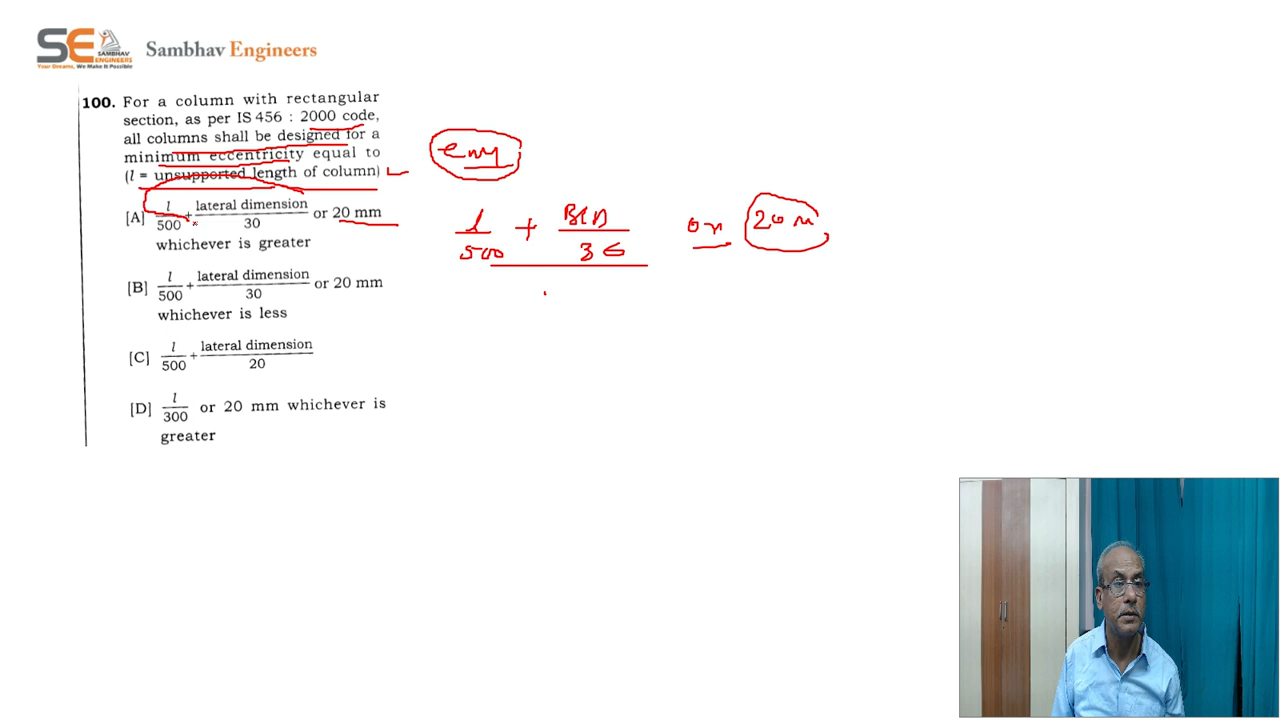 SE
SAMBHAV
ENGINEERS
Your Dreams, We Make It Possible
Sambhav Engineers
100. For a column with rectangular
section, as per IS 456 : 2000 code,
all columns shall be designed for a
minimum eccentricity equal to
(l = unsupported length of column)
[A] l/500 + lateral dimension/30 or 20 mm
whichever is greater
[B] l/500 + lateral dimension/30 or 20 mm
whichever is less
[C] l/500 + lateral dimension/20
[D] l/300 or 20 mm whichever is
greater
l/500 + /30 or 20 m